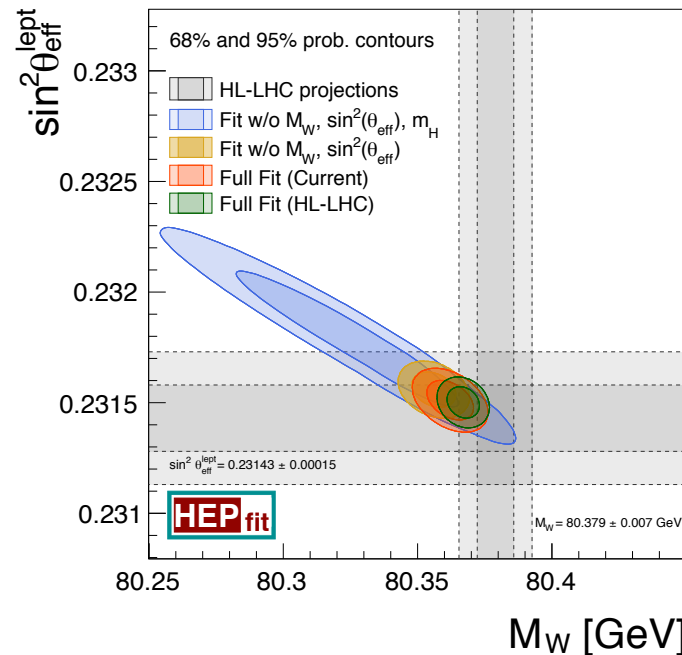 68% and 95% prob. contours
HL-LHC projections
Fit w/o M_W, sin²(θ_eff), m_H
Fit w/o M_W, sin²(θ_eff)
Full Fit (Current)
Full Fit (HL-LHC)
sin²θ_eff^lept
0.233
0.2325
0.232
0.2315
0.231
sin² θ_eff^lept = 0.23143 ± 0.00015
HEP fit
M_W = 80.379 ± 0.007 GeV
80.25
80.3
80.35
80.4
M_W [GeV]